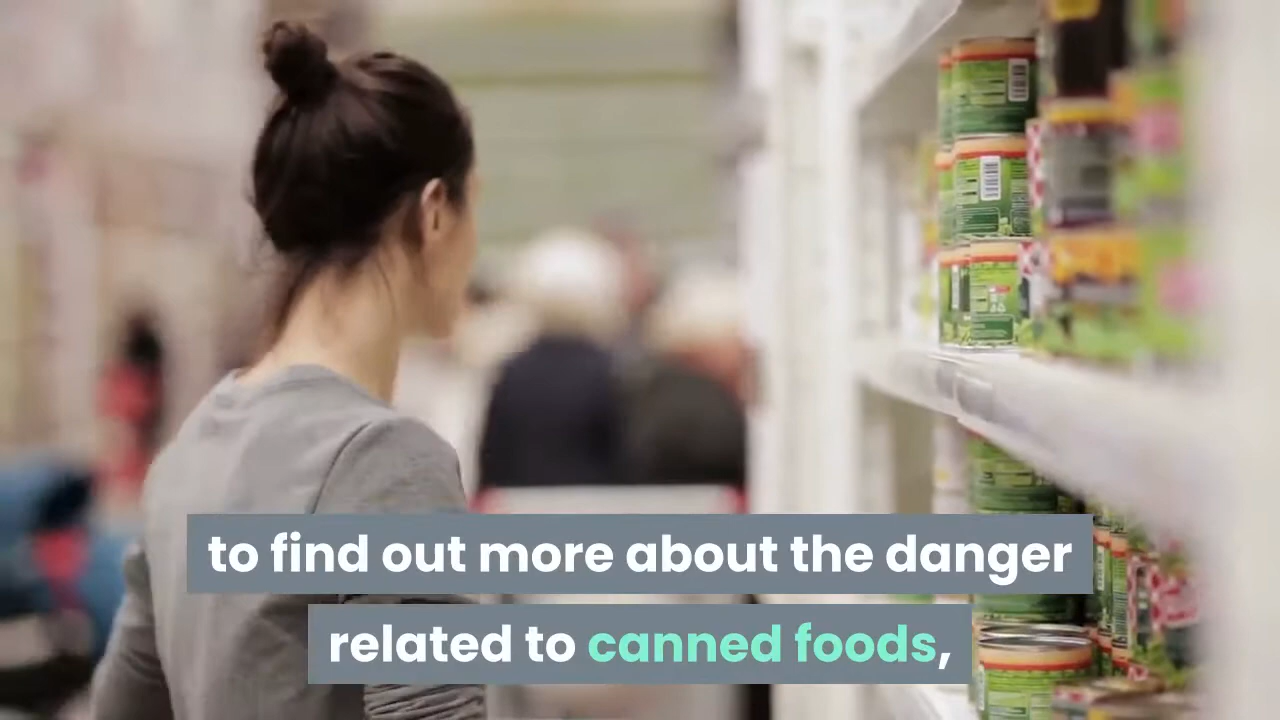 to find out more about the danger
related to canned foods,